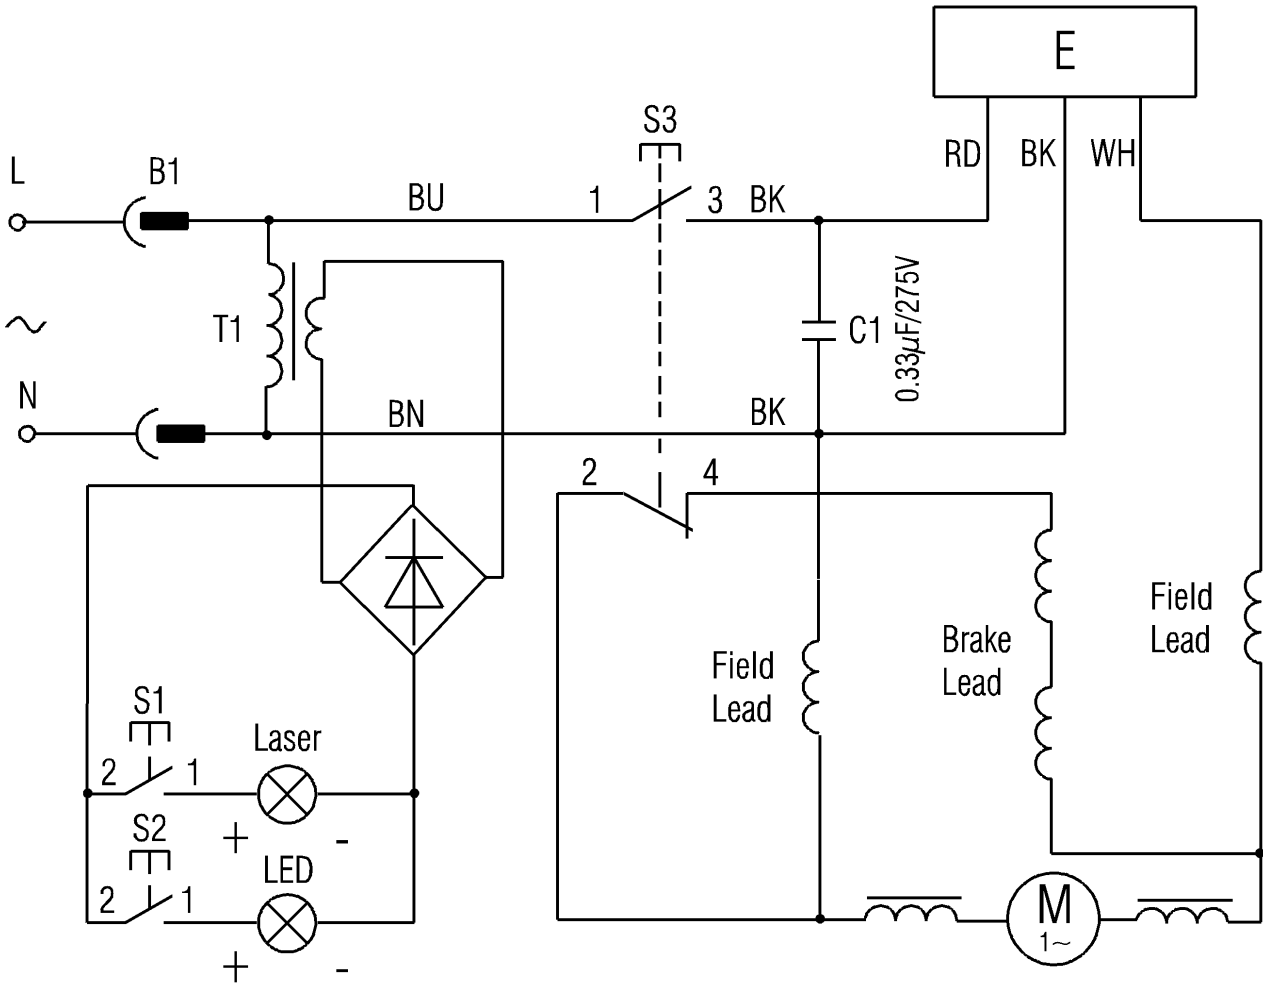 E
S3
L
B1
RD
BK
WH
BU
1
3
BK
T1
C1
0.33µF/275V
~
N
BN
BK
2
4
Field
Lead
Brake
Lead
Field
Lead
S1
Laser
2
1
+
-
S2
LED
2
1
+
-
M
1~